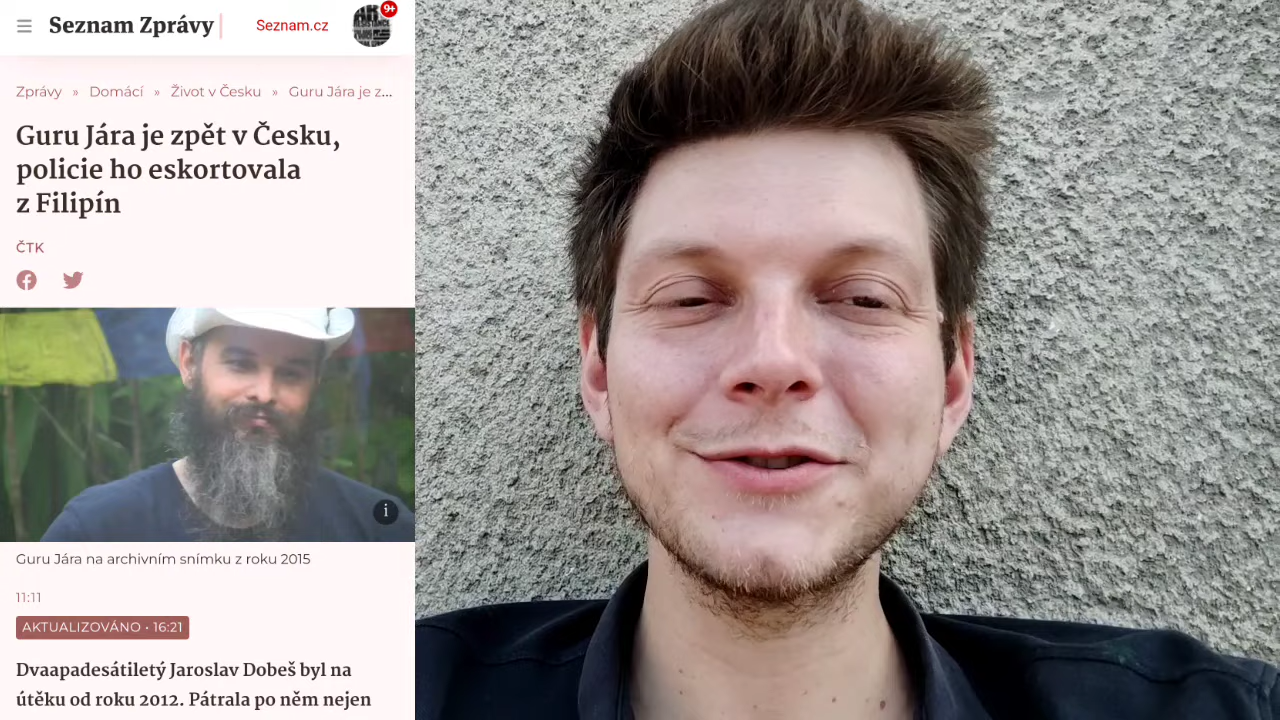 Seznam Zprávy
Seznam.cz
9+
Zprávy » Domácí » Život v Česku » Guru Jára je z...
Guru Jára je zpět v Česku,
policie ho eskortovala
z Filipín
ČTK
i
Guru Jára na archivním snímku z roku 2015
11:11
AKTUALIZOVÁNO • 16:21
Dvaapadesátiletý Jaroslav Dobeš byl na
útěku od roku 2012. Pátrala po něm nejen